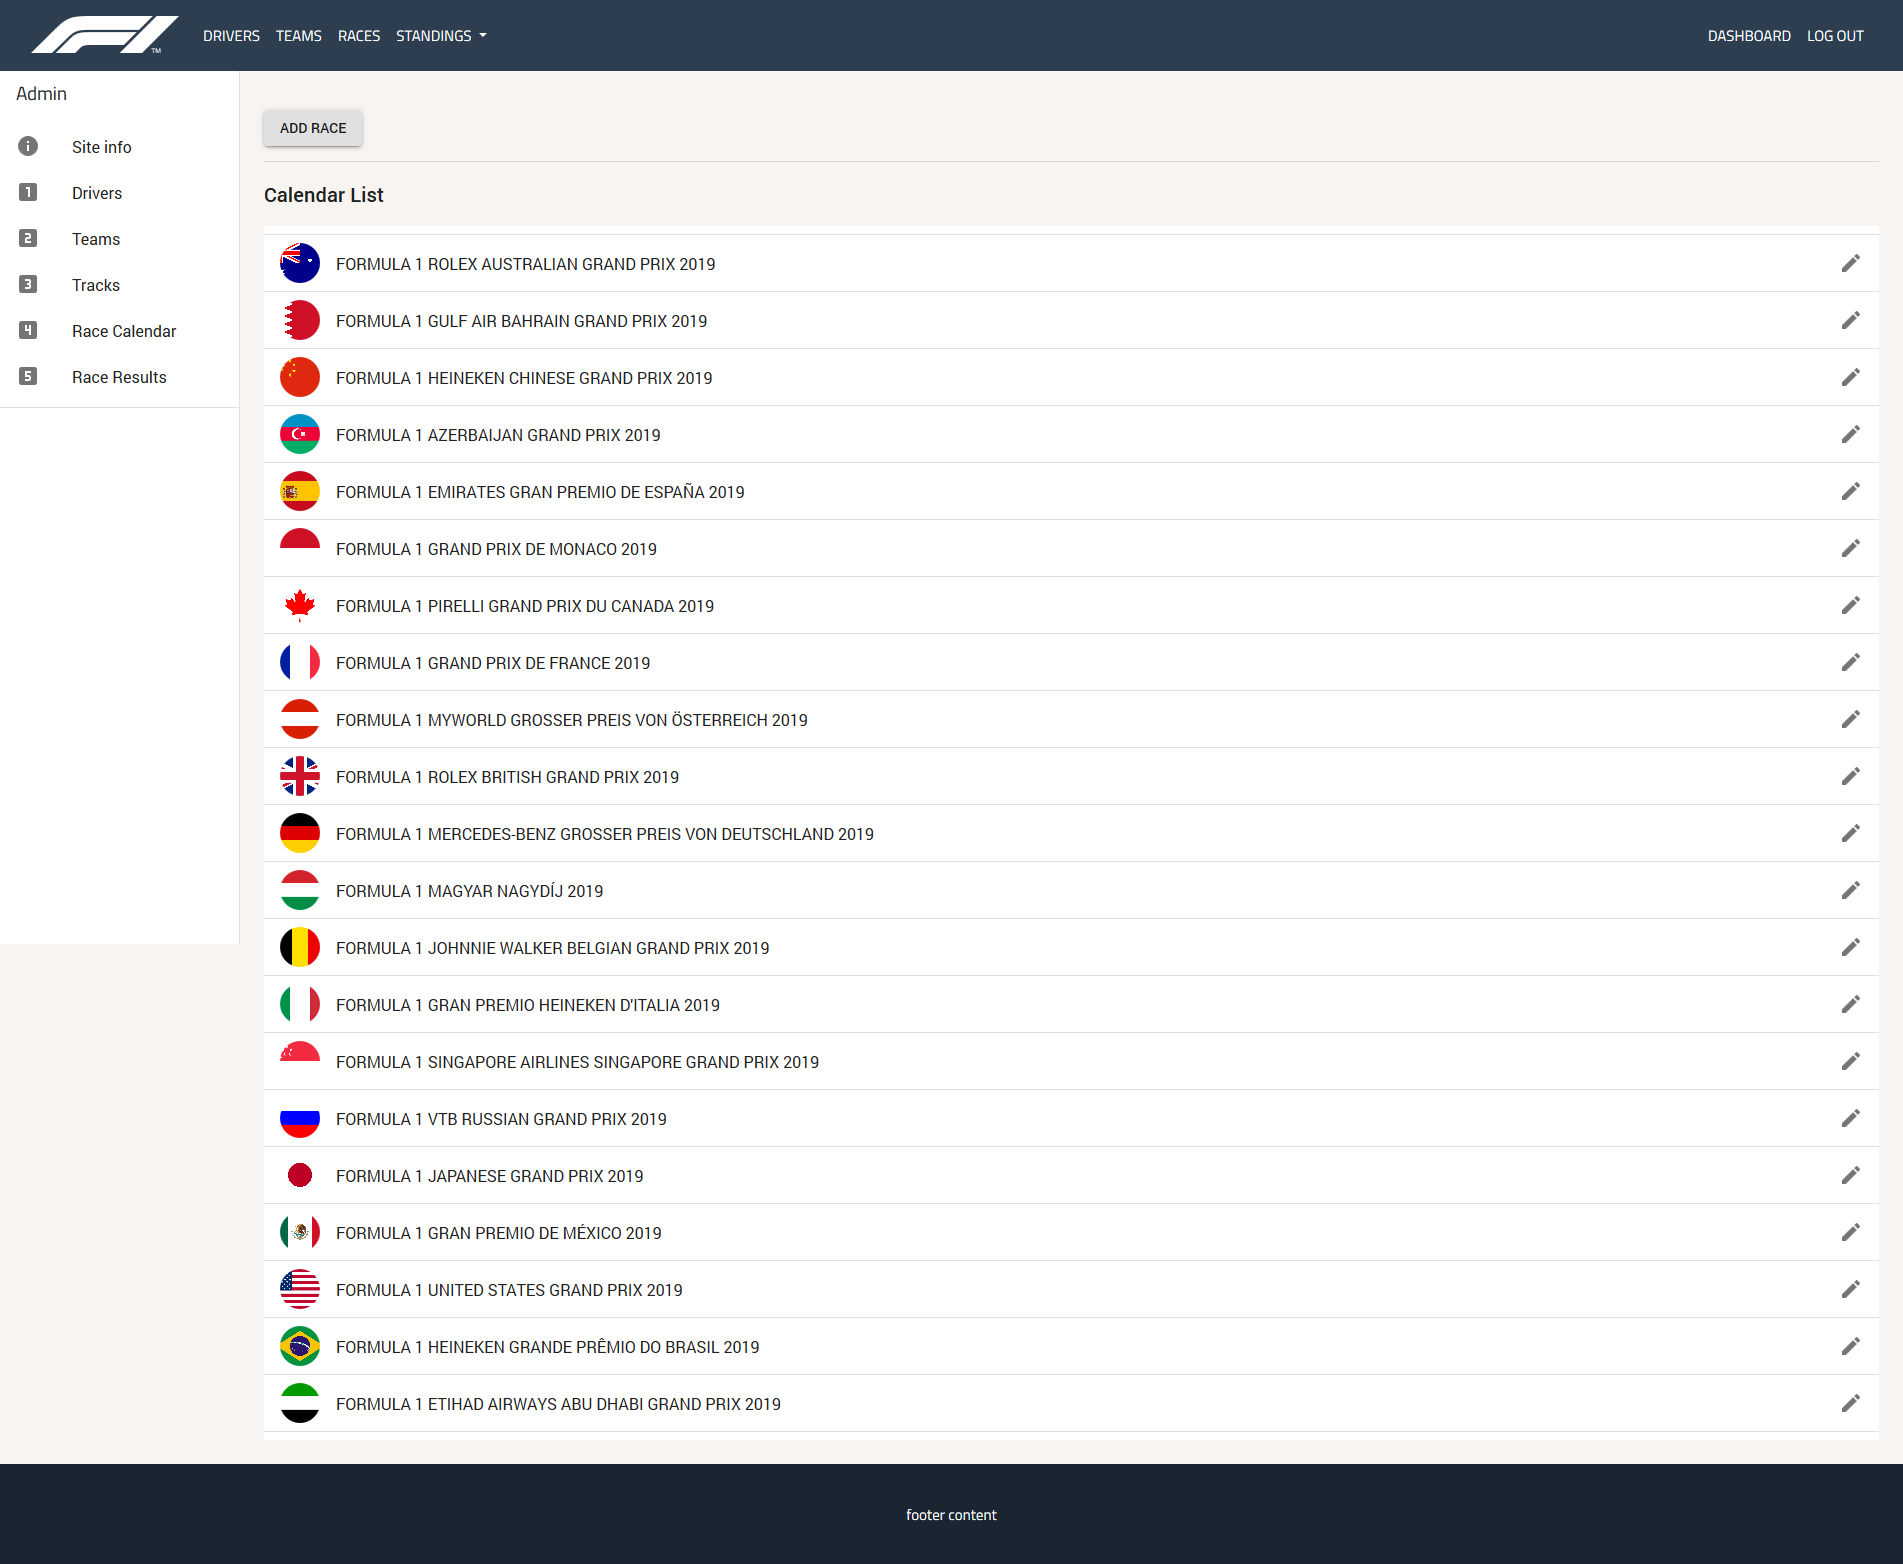 DRIVERS TEAMS RACES STANDINGS DASHBOARD LOG OUT
Admin
Site info
1 Drivers
2 Teams
3 Tracks
4 Race Calendar
5 Race Results
ADD RACE
Calendar List
FORMULA 1 ROLEX AUSTRALIAN GRAND PRIX 2019
FORMULA 1 GULF AIR BAHRAIN GRAND PRIX 2019
FORMULA 1 HEINEKEN CHINESE GRAND PRIX 2019
FORMULA 1 AZERBAIJAN GRAND PRIX 2019
FORMULA 1 EMIRATES GRAN PREMIO DE ESPAÑA 2019
FORMULA 1 GRAND PRIX DE MONACO 2019
FORMULA 1 PIRELLI GRAND PRIX DU CANADA 2019
FORMULA 1 GRAND PRIX DE FRANCE 2019
FORMULA 1 MYWORLD GROSSER PREIS VON ÖSTERREICH 2019
FORMULA 1 ROLEX BRITISH GRAND PRIX 2019
FORMULA 1 MERCEDES-BENZ GROSSER PREIS VON DEUTSCHLAND 2019
FORMULA 1 MAGYAR NAGYDÍJ 2019
FORMULA 1 JOHNNIE WALKER BELGIAN GRAND PRIX 2019
FORMULA 1 GRAN PREMIO HEINEKEN D'ITALIA 2019
FORMULA 1 SINGAPORE AIRLINES SINGAPORE GRAND PRIX 2019
FORMULA 1 VTB RUSSIAN GRAND PRIX 2019
FORMULA 1 JAPANESE GRAND PRIX 2019
FORMULA 1 GRAN PREMIO DE MÉXICO 2019
FORMULA 1 UNITED STATES GRAND PRIX 2019
FORMULA 1 HEINEKEN GRANDE PRÊMIO DO BRASIL 2019
FORMULA 1 ETIHAD AIRWAYS ABU DHABI GRAND PRIX 2019
footer content